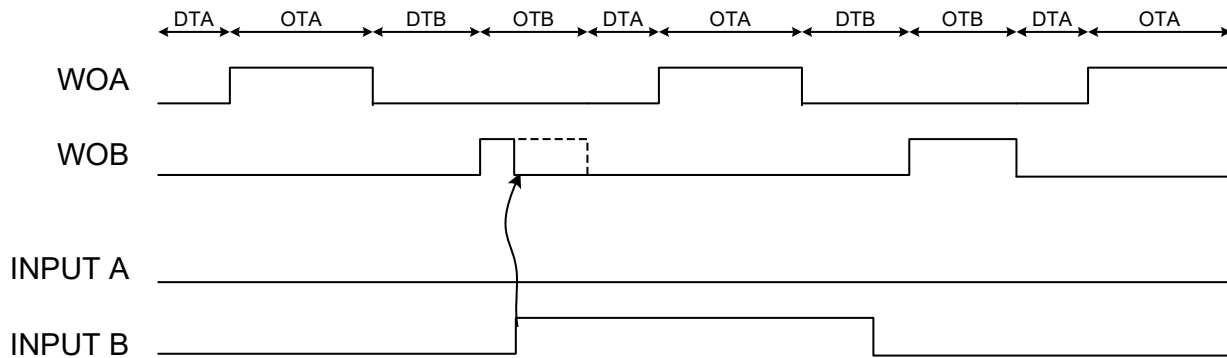 DTA OTA DTB OTB DTA OTA DTB OTB DTA OTA
WOA
WOB
INPUT A
INPUT B